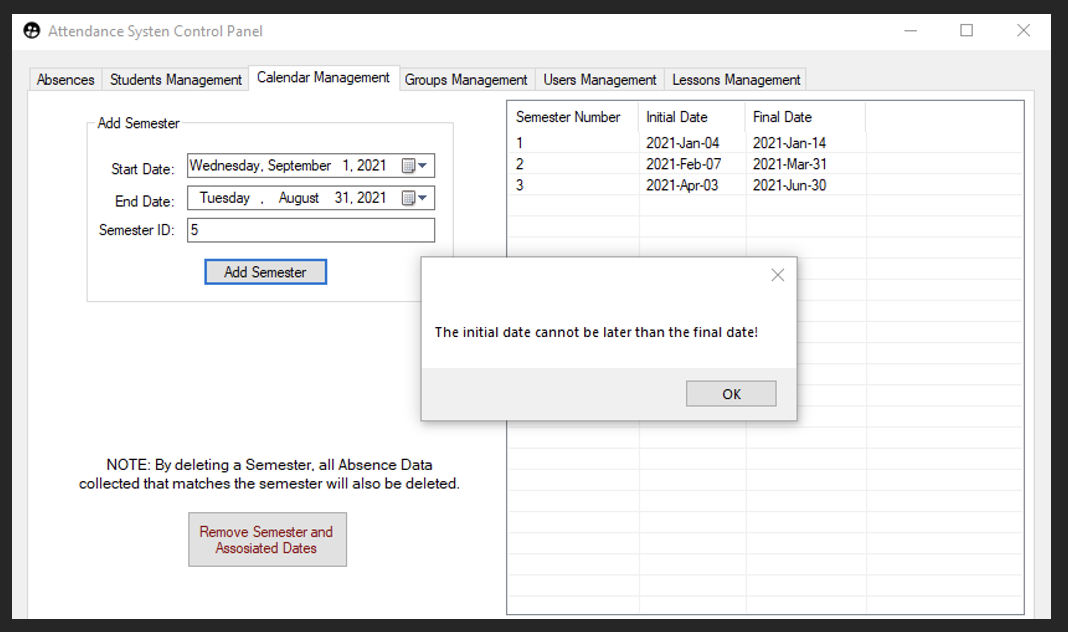 Attendance Systen Control Panel
Absences Students Management Calendar Management Groups Management Users Management Lessons Management
Add Semester
Start Date: Wednesday, September 1, 2021
End Date: Tuesday , August 31, 2021
Semester ID: 5
Add Semester
Semester Number Initial Date Final Date
1 2021-Jan-04 2021-Jan-14
2 2021-Feb-07 2021-Mar-31
3 2021-Apr-03 2021-Jun-30
The initial date cannot be later than the final date!
OK
NOTE: By deleting a Semester, all Absence Data
collected that matches the semester will also be deleted.
Remove Semester and
Assosiated Dates